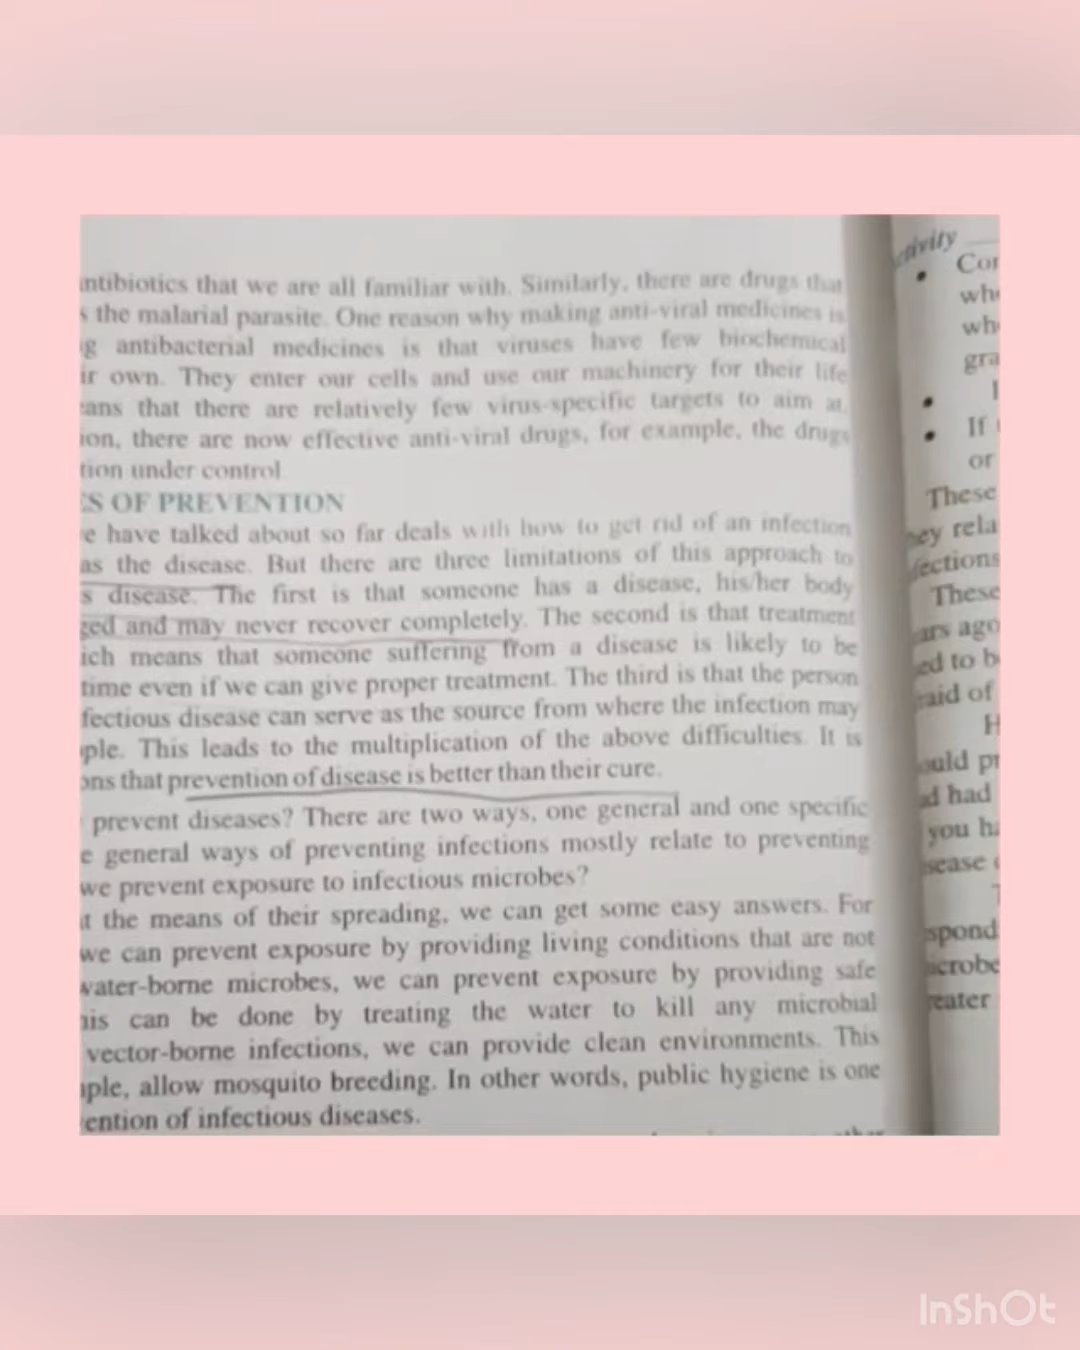 ntibiotics that we are all familiar with. Similarly, there are drugs that
s the malarial parasite. One reason why making anti-viral medicines is
g antibacterial medicines is that viruses have few biochemical
ir own. They enter our cells and use our machinery for their life
eans that there are relatively few virus-specific targets to aim at.
ion, there are now effective anti-viral drugs, for example, the drugs
tion under control
ES OF PREVENTION
e have talked about so far deals with how to get rid of an infection
as the disease. But there are three limitations of this approach to
s disease. The first is that someone has a disease, his/her body
ged and may never recover completely. The second is that treatment
ich means that someone suffering from a disease is likely to be
time even if we can give proper treatment. The third is that the person
fectious disease can serve as the source from where the infection may
ple. This leads to the multiplication of the above difficulties. It is
ons that prevention of disease is better than their cure.
prevent diseases? There are two ways, one general and one specific
e general ways of preventing infections mostly relate to preventing
we prevent exposure to infectious microbes?
t the means of their spreading, we can get some easy answers. For
we can prevent exposure by providing living conditions that are not
water-borne microbes, we can prevent exposure by providing safe
his can be done by treating the water to kill any microbial
vector-borne infections, we can provide clean environments. This
mple, allow mosquito breeding. In other words, public hygiene is one
ention of infectious diseases.
ctivity
• Con
whe
wh
gra
•
• If
or
These
hey rela
fections
These
ars ago
ed to b
raid of
H
ould pr
ad had
you ha
sease
spond
icrobe
reater
InShOt